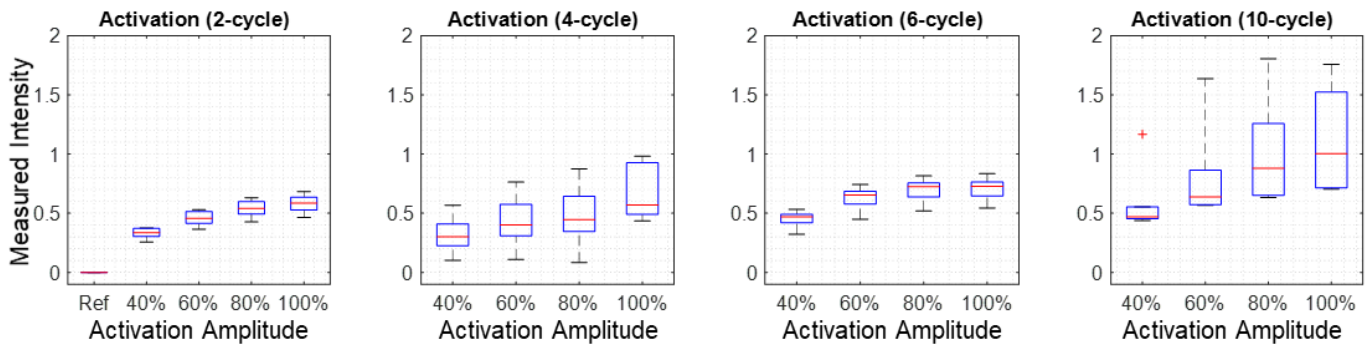 Activation (2-cycle)
Activation (4-cycle)
Activation (6-cycle)
Activation (10-cycle)
Measured Intensity
2
1.5
1
0.5
0
Ref 40% 60% 80% 100%
Activation Amplitude
2
1.5
1
0.5
0
40% 60% 80% 100%
Activation Amplitude
2
1.5
1
0.5
0
40% 60% 80% 100%
Activation Amplitude
2
1.5
1
0.5
0
40% 60% 80% 100%
Activation Amplitude